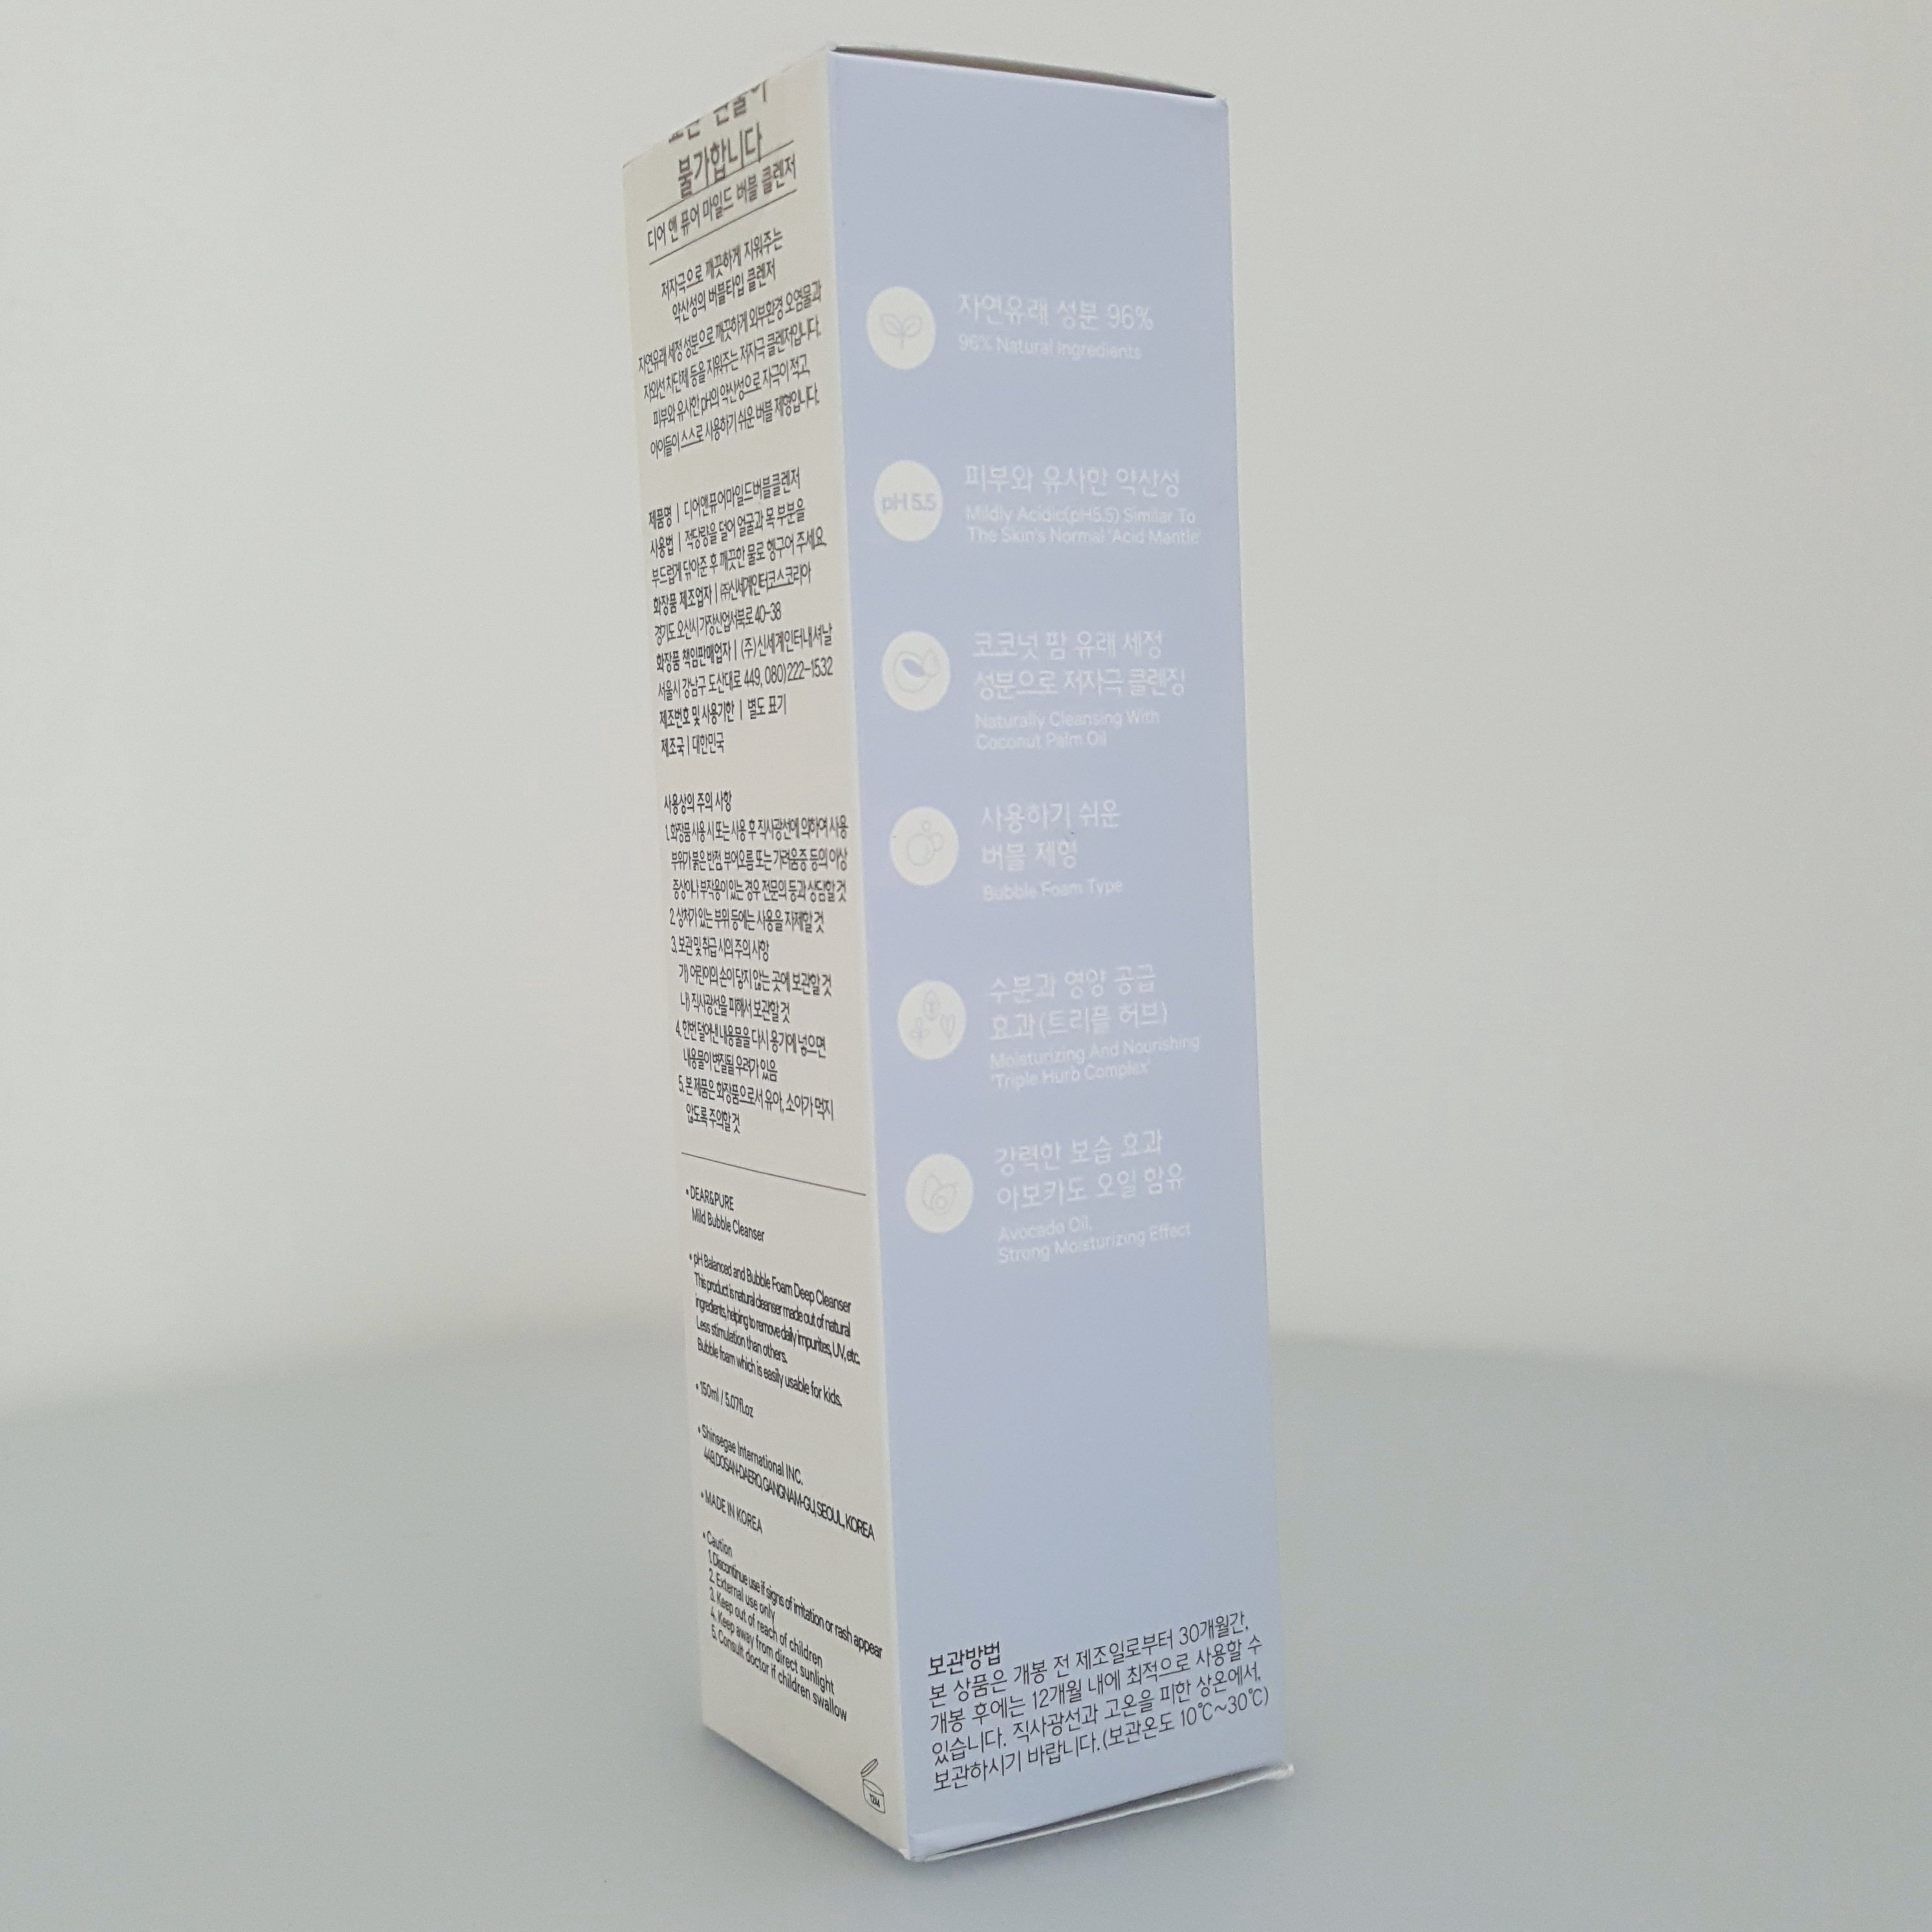 불가합니다
디어 앤 퓨어 마일드 버블 클렌저
저자극으로 깨끗하게 지워주는
약산성의 버블타입 클렌저
자연유래 세정 성분으로 깨끗하게 외부환경 오염물과
자외선 차단제 등을 지워주는 저자극 클렌저입니다.
피부와 유사한 pH의 약산성으로 자극이 적고,
아이들이 스스로 사용하기 쉬운 버블 제형입니다.
제품명 | 디어앤퓨어마일드버블클렌저
사용법 | 적당량을 덜어 얼굴과 목 부분을
부드럽게 닦아준 후 깨끗한 물로 헹구어 주세요.
화장품 제조업자 | ㈜신세계인터코스코리아
경기도 오산시 가장산업서북로 40-38
화장품 책임판매업자 | (주)신세계인터내셔날
서울시 강남구 도산대로 449, 080)222-1532
제조번호 및 사용기한 | 별도 표기
제조국 | 대한민국
사용상의 주의 사항
1. 화장품 사용 시 또는 사용 후 직사광선에 의하여 사용
부위가 붉은 반점, 부어오름 또는 가려움증 등의 이상
증상이나 부작용이 있는 경우 전문의 등과 상담할 것
2. 상처가 있는 부위 등에는 사용을 자제할 것
3. 보관 및 취급 시의 주의 사항
가) 어린이의 손이 닿지 않는 곳에 보관할 것
나) 직사광선을 피해서 보관할 것
4. 한번 덜어낸 내용물을 다시 용기에 넣으면
내용물이 변질될 우려가 있음
5. 본 제품은 화장품으로서 유아, 소아가 먹지
않도록 주의할 것
• DEAR&PURE
Mild Bubble Cleanser
• pH Balanced and Bubble Foam Deep Cleanser
This product is natural cleanser made out of natural
ingredients, helping to remove daily impurites, UV, etc.
Less stimulation than others.
Bubble foam which is easily usable for kids.
• 150ml / 5.07fl.oz
• Shinsegae International INC.
449, DOSAN-DAERO, GANGNAM-GU, SEOUL, KOREA
• MADE IN KOREA
• Caution
1. Discontinue use if signs of irritation or rash appear
2. External use only
3. Keep out of reach of children
4. Keep away from direct sunlight
5. Consult doctor if children swallow
12M
자연유래 성분 96%
96% Natural Ingredients
pH 5.5
피부와 유사한 약산성
Mildly Acidic(pH5.5) Similar To
The Skin's Normal 'Acid Mantle'
코코넛 팜 유래 세정
성분으로 저자극 클렌징
Naturally Cleansing With
Coconut Palm Oil
사용하기 쉬운
버블 제형
Bubble Foam Type
수분과 영양 공급
효과(트리플 허브)
Moisturizing And Nourishing
'Triple Hurb Complex'
강력한 보습 효과
아보카도 오일 함유
Avocado Oil,
Strong Moisturizing Effect
보관방법
본 상품은 개봉 전 제조일로부터 30개월간,
개봉 후에는 12개월 내에 최적으로 사용할 수
있습니다. 직사광선과 고온을 피한 상온에서,
보관하시기 바랍니다.(보관온도 10℃~30℃)